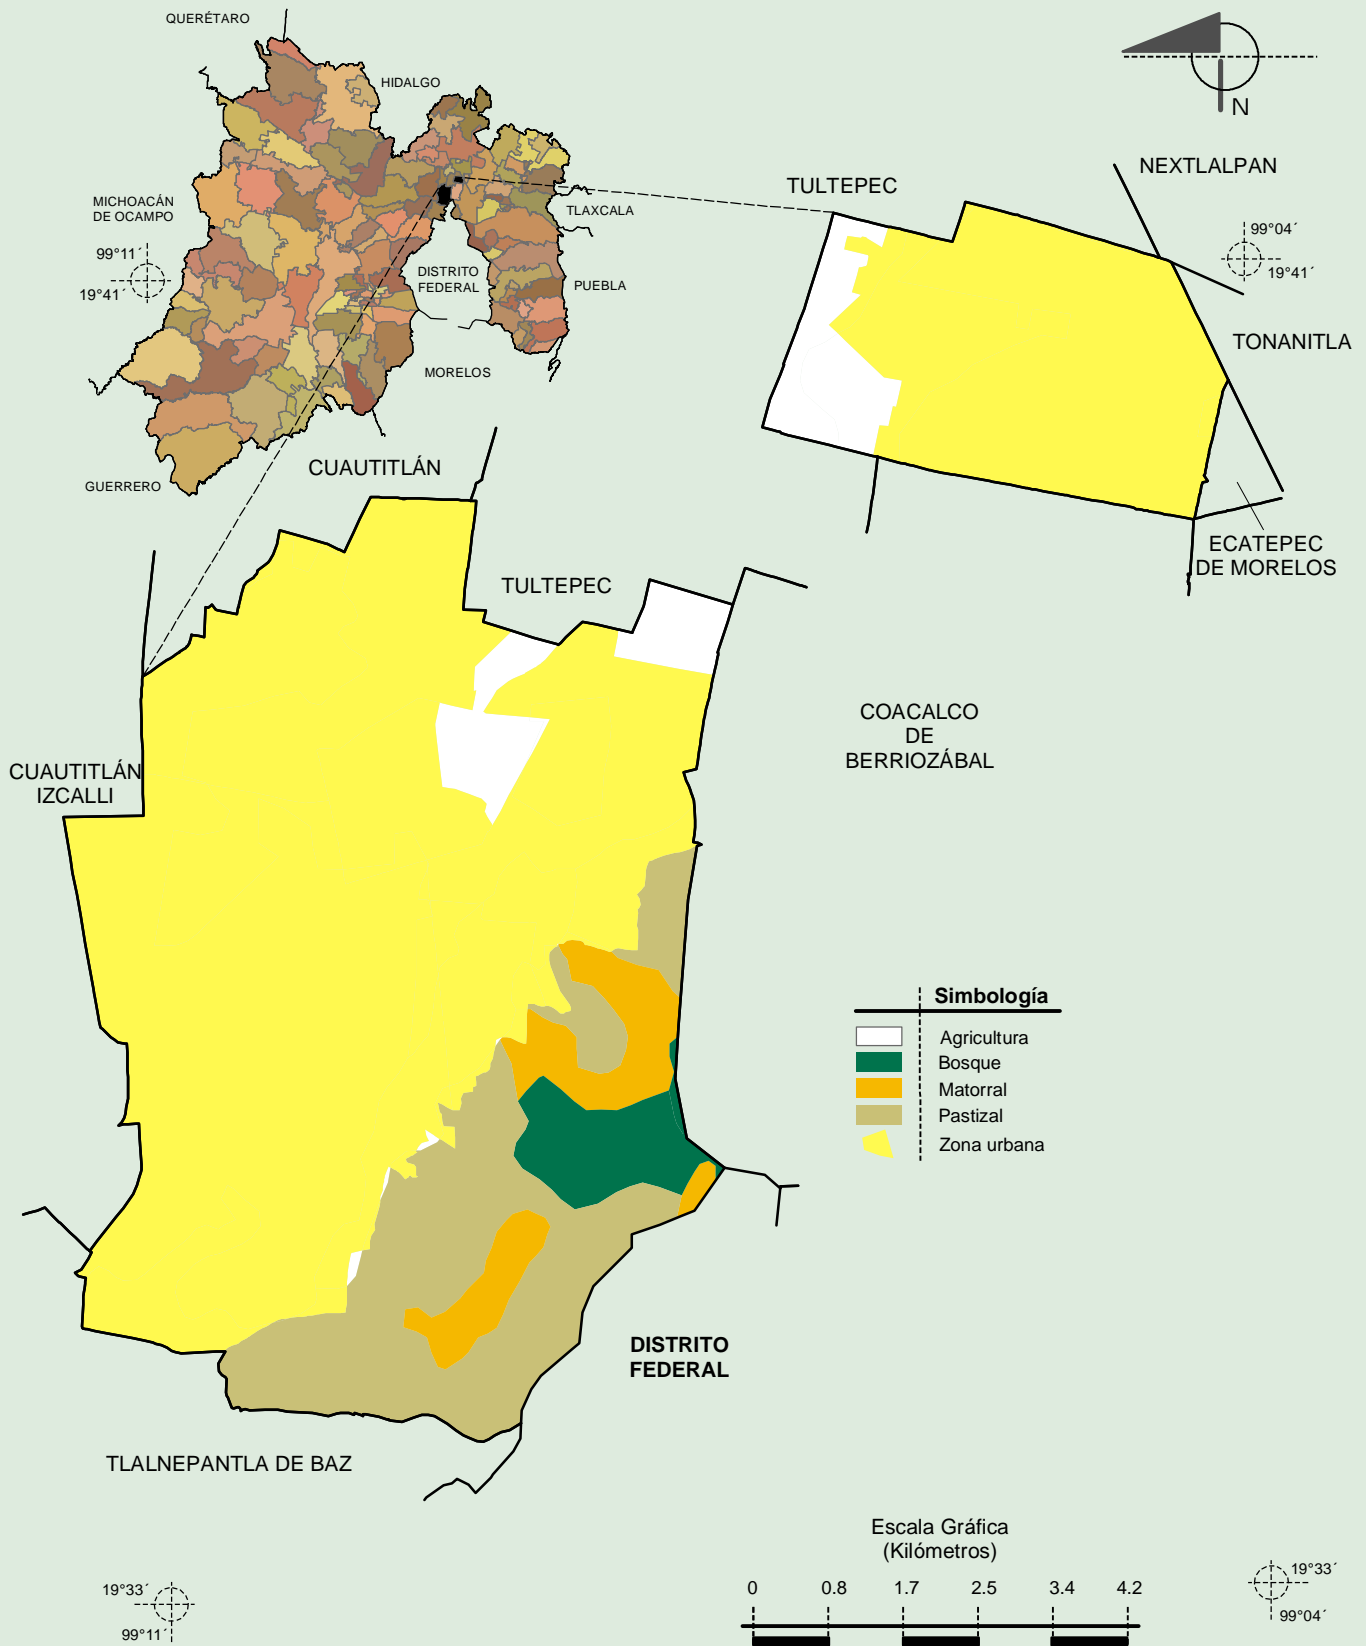 QUERÉTARO
HIDALGO
MICHOACÁN
DE OCAMPO
99°11´
19°41´
TLAXCALA
DISTRITO
FEDERAL
PUEBLA
MORELOS
GUERRERO
N
NEXTLALPAN
TULTEPEC
99°04´
19°41´
TONANITLA
ECATEPEC
DE MORELOS
CUAUTITLÁN
TULTEPEC
COACALCO
DE
BERRIOZÁBAL
CUAUTITLÁN
IZCALLI
Simbología
Agricultura
Bosque
Matorral
Pastizal
Zona urbana
DISTRITO
FEDERAL
TLALNEPANTLA DE BAZ
Escala Gráfica
(Kilómetros)
0 0.8 1.7 2.5 3.4 4.2
19°33´
99°11´
19°33´
99°04´